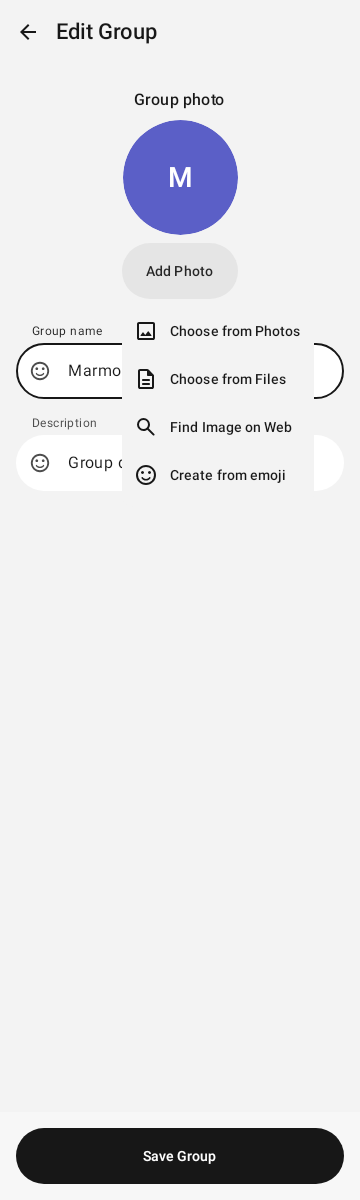 Edit Group
Group photo
M
Add Photo
Group name
Choose from Photos
Choose from Files
Description
Find Image on Web
Group
Create from emoji
Save Group